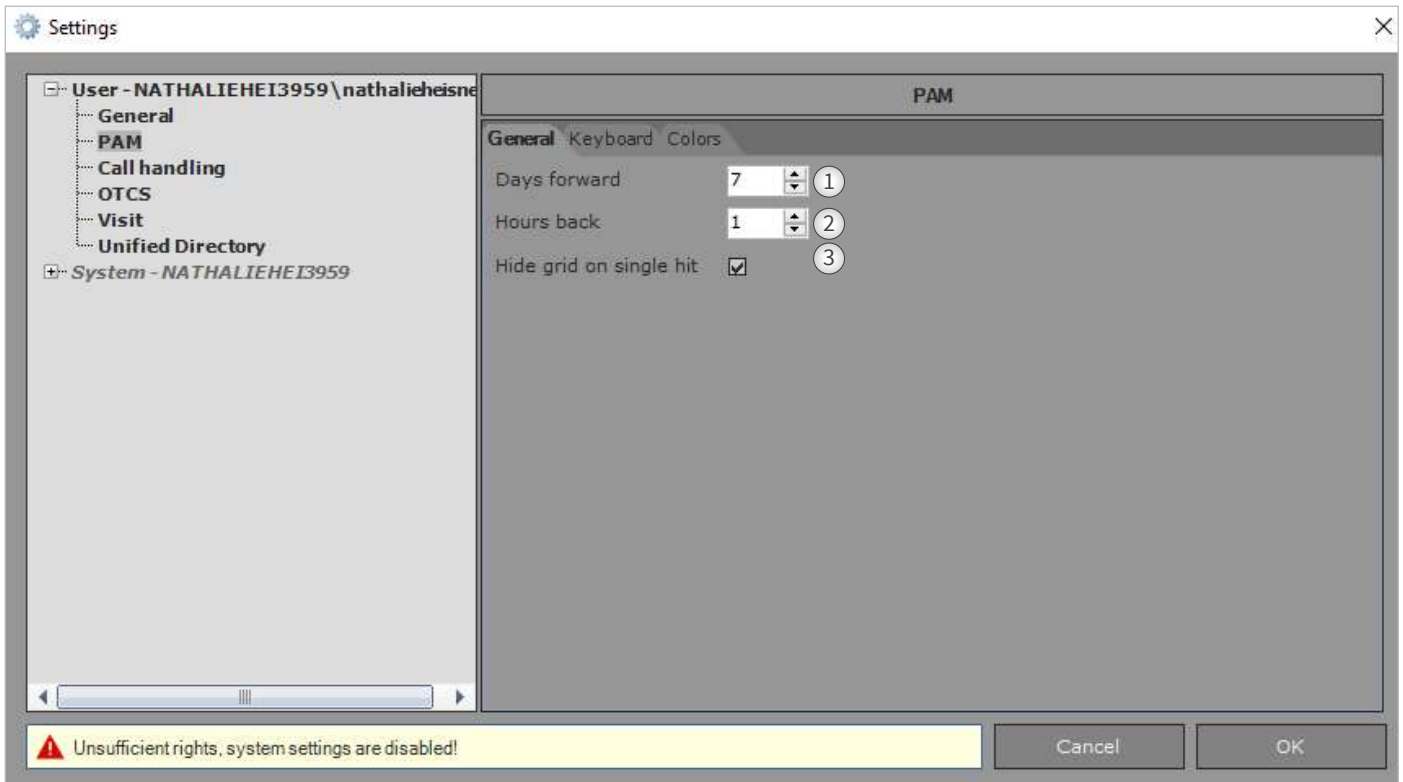 Settings
User - NATHALIEHEI3959\nathalieheisne
General
PAM
Call handling
OTCS
Visit
Unified Directory
System - NATHALIEHEI3959
PAM
General Keyboard Colors
Days forward 7 1
Hours back 1 2
Hide grid on single hit 3
Unsufficient rights, system settings are disabled!
Cancel OK